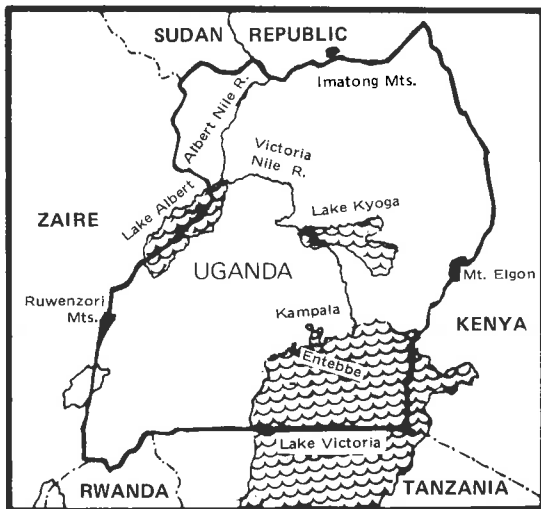 SUDAN REPUBLIC
Imatong Mts.
Albert Nile R.
Victoria
Nile R.
Lake Albert
Lake Kyoga
ZAIRE
UGANDA
Mt. Elgon
Ruwenzori
Mts.
Kampala
KENYA
Entebbe
Lake Victoria
RWANDA
TANZANIA